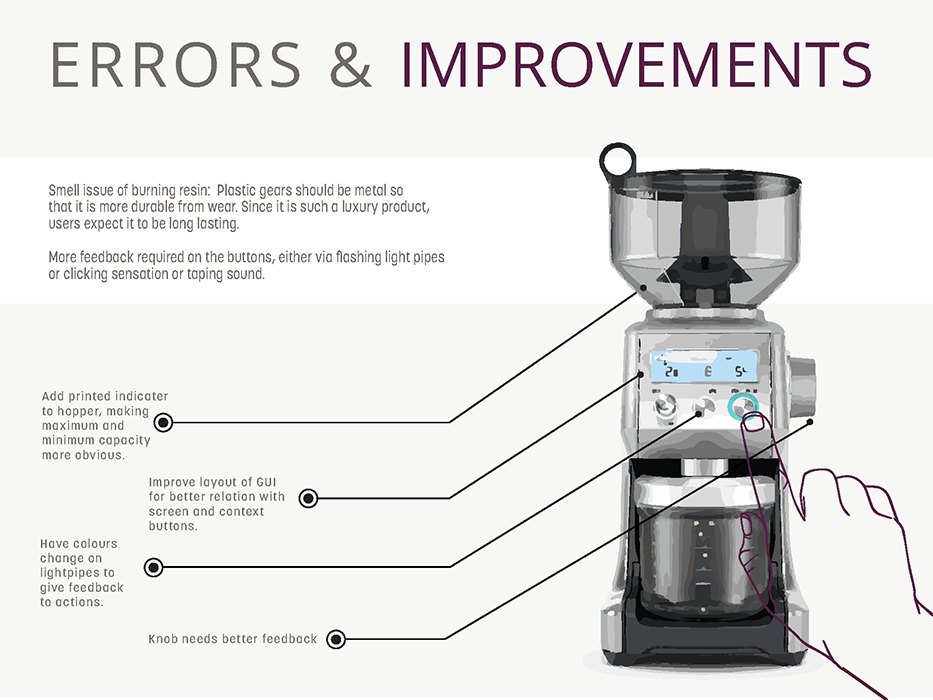 ERRORS & IMPROVEMENTS
Smell issue of burning resin: Plastic gears should be metal so
that it is more durable from wear. Since it is such a luxury product,
users expect it to be long lasting.
More feedback required on the buttons, either via flashing light pipes
or clicking sensation or taping sound.
Add printed indicater
to hopper, making
maximum and
minimum capacity
more obvious.
Improve layout of GUI
for better relation with
screen and context
buttons.
Have colours
change on
lightpipes to
give feedback
to actions.
Knob needs better feedback